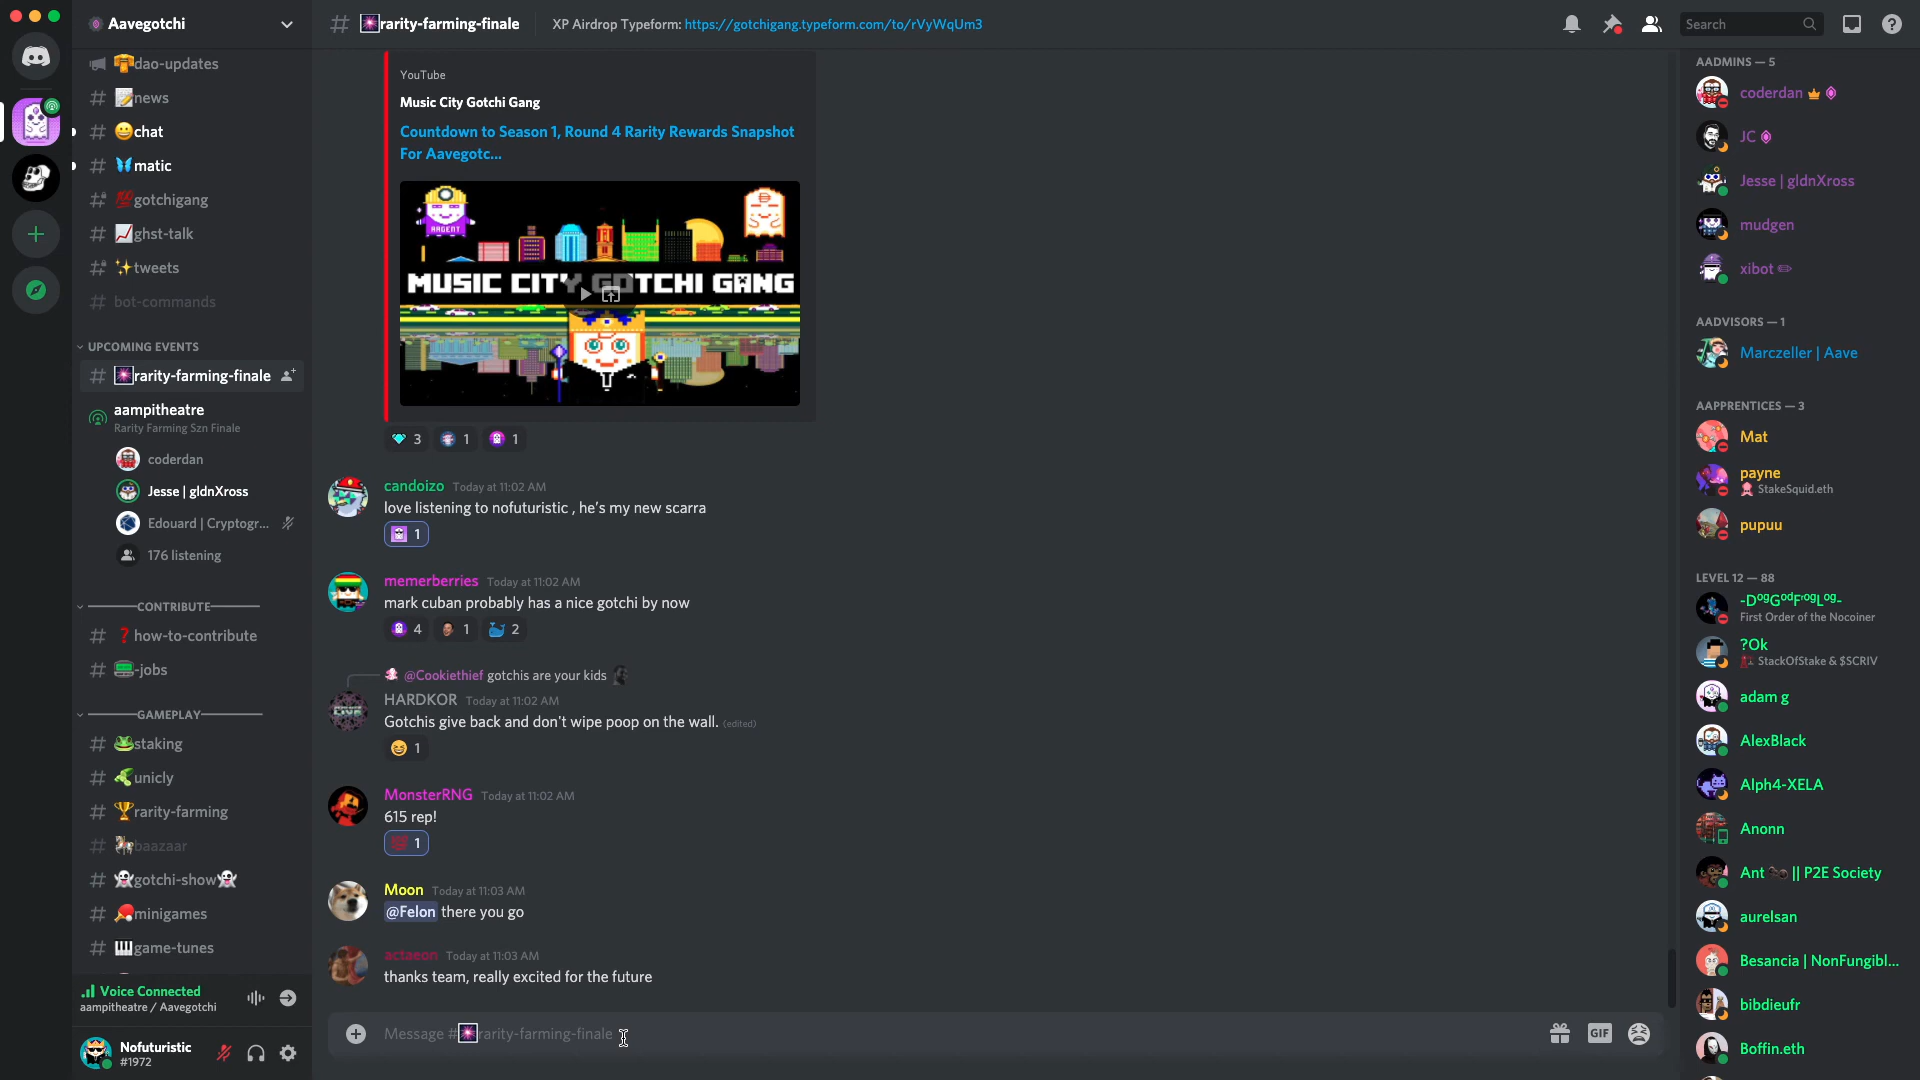 Aavegotchi
dao-updates
news
chat
matic
gotchigang
ghst-talk
tweets
bot-commands
UPCOMING EVENTS
rarity-farming-finale
aampitheatre
Rarity Farming Szn Finale
coderdan
Jesse | gldnXross
Edouard | Cryptogr...
176 listening
CONTRIBUTE
how-to-contribute
-jobs
GAMEPLAY
staking
unicly
rarity-farming
baazaar
gotchi-show
minigames
game-tunes
Voice Connected
aampitheatre / Aavegotchi
Nofuturistic
#1972
rarity-farming-finale
XP Airdrop Typeform: https://gotchigang.typeform.com/to/rVyWqUm3
Search
YouTube
Music City Gotchi Gang
Countdown to Season 1, Round 4 Rarity Rewards Snapshot
For Aavegotc...
ARGENT
MUSIC CITY GOTCHI GANG
3 1 1
candoizo Today at 11:02 AM
love listening to nofuturistic , he's my new scarra
1
memerberries Today at 11:02 AM
mark cuban probably has a nice gotchi by now
4 1 2
@Cookiethief gotchis are your kids
HARDKOR Today at 11:02 AM
Gotchis give back and don't wipe poop on the wall. (edited)
1
MonsterRNG Today at 11:02 AM
615 rep!
1
Moon Today at 11:03 AM
@Felon there you go
actaeon Today at 11:03 AM
thanks team, really excited for the future
Message #rarity-farming-finale
GIF
AADMINS — 5
coderdan
JC
Jesse | gldnXross
mudgen
xibot
AADVISORS — 1
Marczeller | Aave
AAPPRENTICES — 3
Mat
payne
StakeSquid.eth
pupuu
LEVEL 12 — 88
-DᵒᵍGᵒᵈFʳᵒᵍLᵒᵍ-
First Order of the Nocoiner
?Ok
StackOfStake & $SCRIV
adam g
AlexBlack
Alph4-XELA
Anonn
Ant || P2E Society
aurelsan
Besancia | NonFungibl...
bibdieufr
Boffin.eth